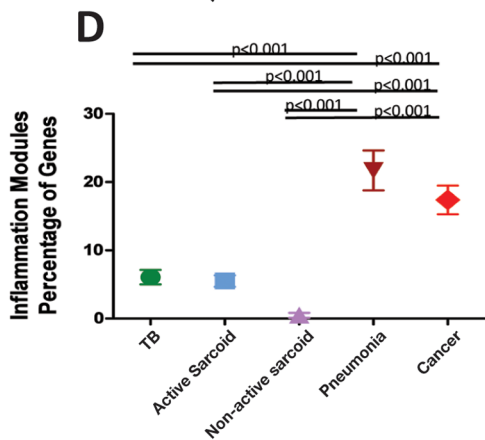 D
p<0.001
p<0.001
p<0.001
p<0.001
p<0.001
p<0.001
Inflammation Modules
Percentage of Genes
30
20
10
0
TB
Active Sarcoid
Non-active sarcoid
Pneumonia
Cancer